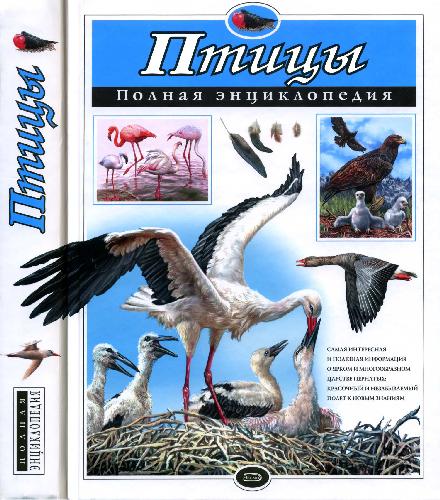 Птицы
Полная энциклопедия
Птицы
ПОЛНАЯ
ЭНЦИКЛОПЕДИЯ
САМАЯ ИНТЕРЕСНАЯ
И ПОЛЕЗНАЯ ИНФОРМАЦИЯ
О ЯРКОМ И МНОГООБРАЗНОМ
ЦАРСТВЕ ПЕРНАТЫХ:
КРАСОЧНЫЙ И НЕЗАБЫВАЕМЫЙ
ПОЛЕТ К НОВЫМ ЗНАНИЯМ